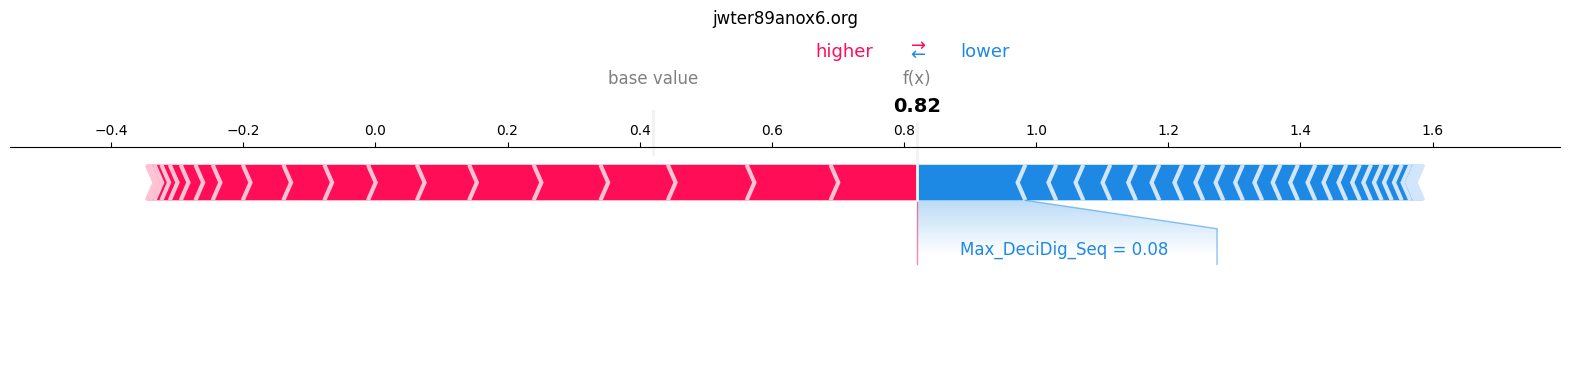 jwter89anox6.org
higher → ← lower
base value f(x)
0.82
−0.4 −0.2 0.0 0.2 0.4 0.6 0.8 1.0 1.2 1.4 1.6
Max_DeciDig_Seq = 0.08